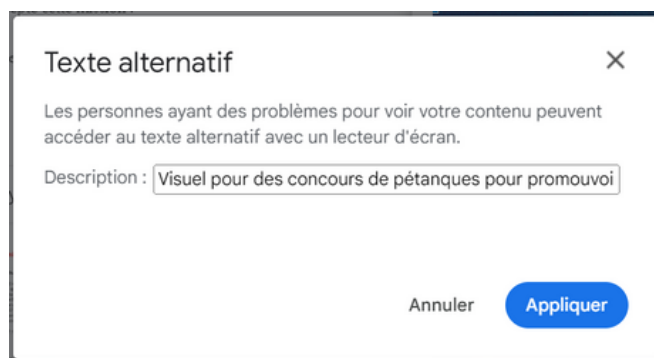 Texte alternatif
Les personnes ayant des problèmes pour voir votre contenu peuvent
accéder au texte alternatif avec un lecteur d'écran.
Description : Visuel pour des concours de pétanques pour promouvoi
Annuler Appliquer